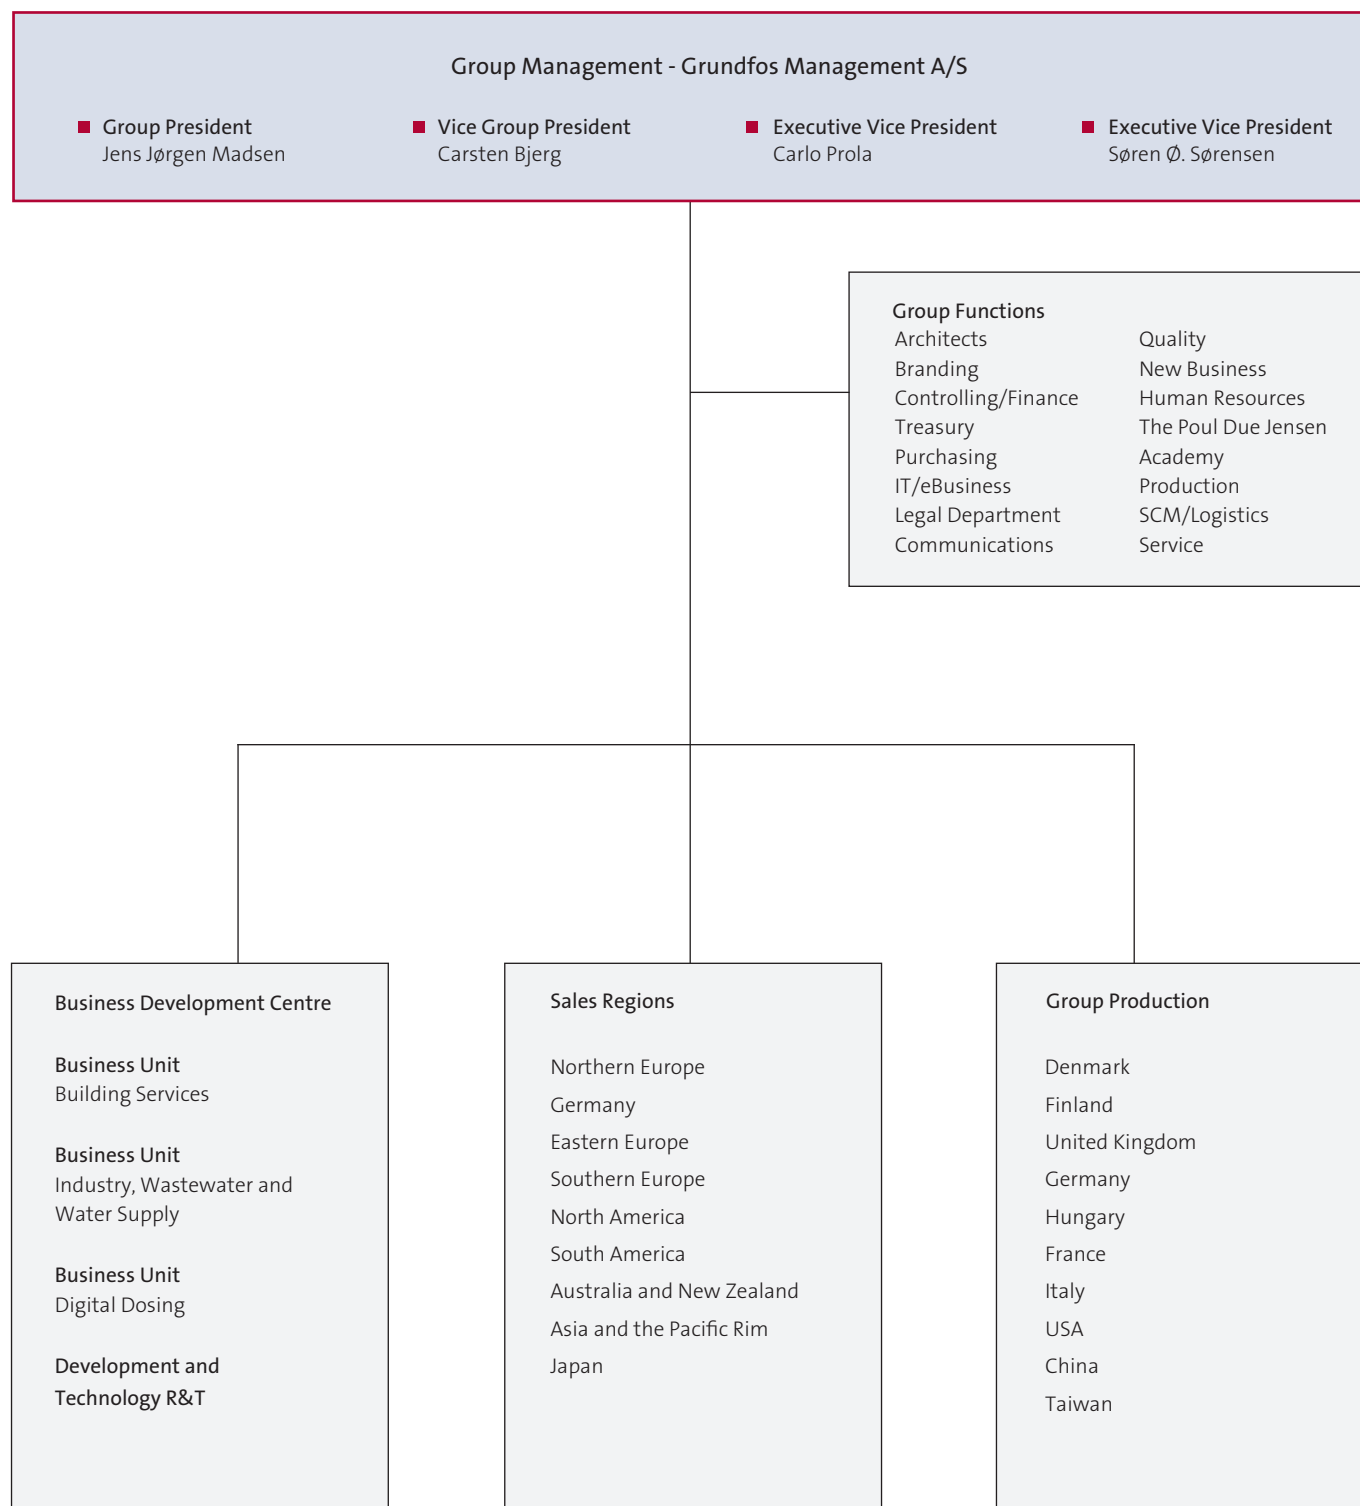 Group Management - Grundfos Management A/S
Group President
Jens Jørgen Madsen
Vice Group President
Carsten Bjerg
Executive Vice President
Carlo Prola
Executive Vice President
Søren Ø. Sørensen
Group Functions
Architects
Branding
Controlling/Finance
Treasury
Purchasing
IT/eBusiness
Legal Department
Communications
Quality
New Business
Human Resources
The Poul Due Jensen
Academy
Production
SCM/Logistics
Service
Business Development Centre
Business Unit
Building Services
Business Unit
Industry, Wastewater and
Water Supply
Business Unit
Digital Dosing
Development and
Technology R&T
Sales Regions
Northern Europe
Germany
Eastern Europe
Southern Europe
North America
South America
Australia and New Zealand
Asia and the Pacific Rim
Japan
Group Production
Denmark
Finland
United Kingdom
Germany
Hungary
France
Italy
USA
China
Taiwan